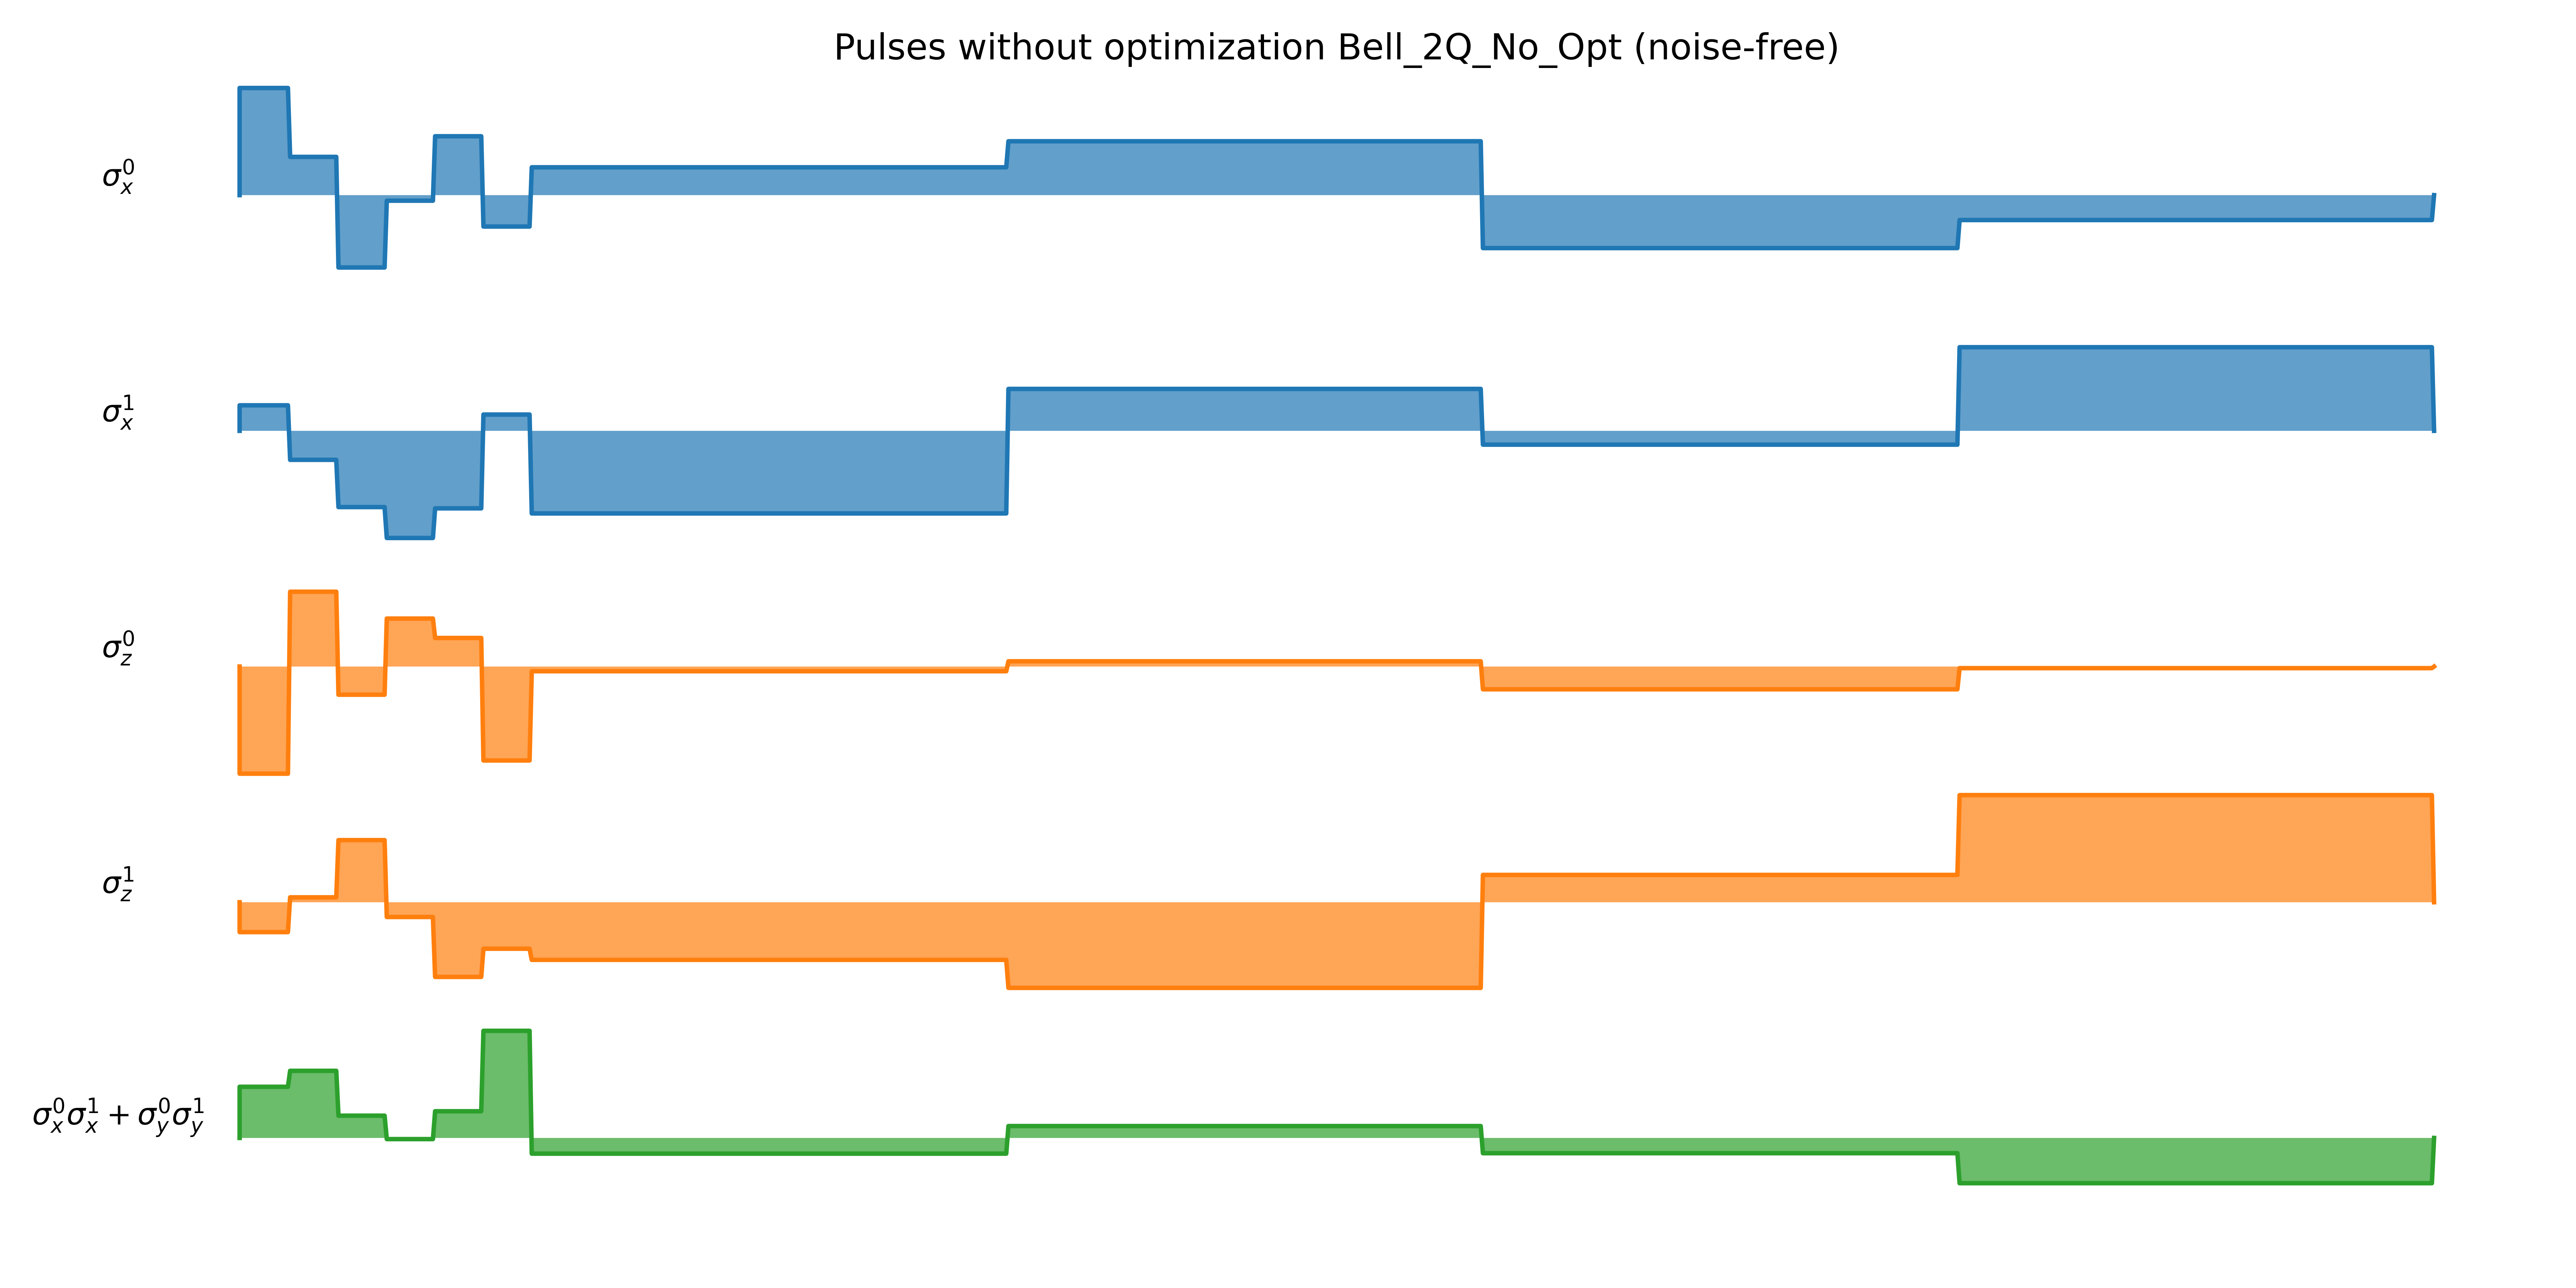 Pulses without optimization Bell_2Q_No_Opt (noise-free)
σ_x^0
σ_x^1
σ_z^0
σ_z^1
σ_x^0σ_x^1 + σ_y^0σ_y^1